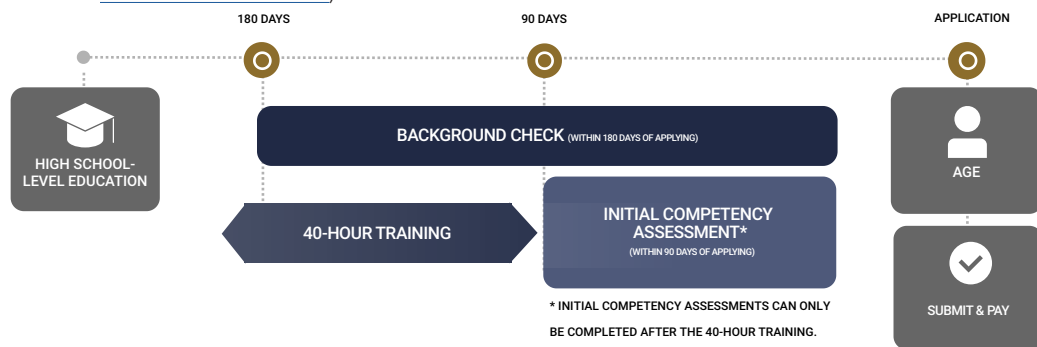 180 DAYS
90 DAYS
APPLICATION
HIGH SCHOOL-
LEVEL EDUCATION
BACKGROUND CHECK (WITHIN 180 DAYS OF APPLYING)
AGE
40-HOUR TRAINING
INITIAL COMPETENCY
ASSESSMENT*
(WITHIN 90 DAYS OF APPLYING)
* INITIAL COMPETENCY ASSESSMENTS CAN ONLY
BE COMPLETED AFTER THE 40-HOUR TRAINING.
SUBMIT & PAY